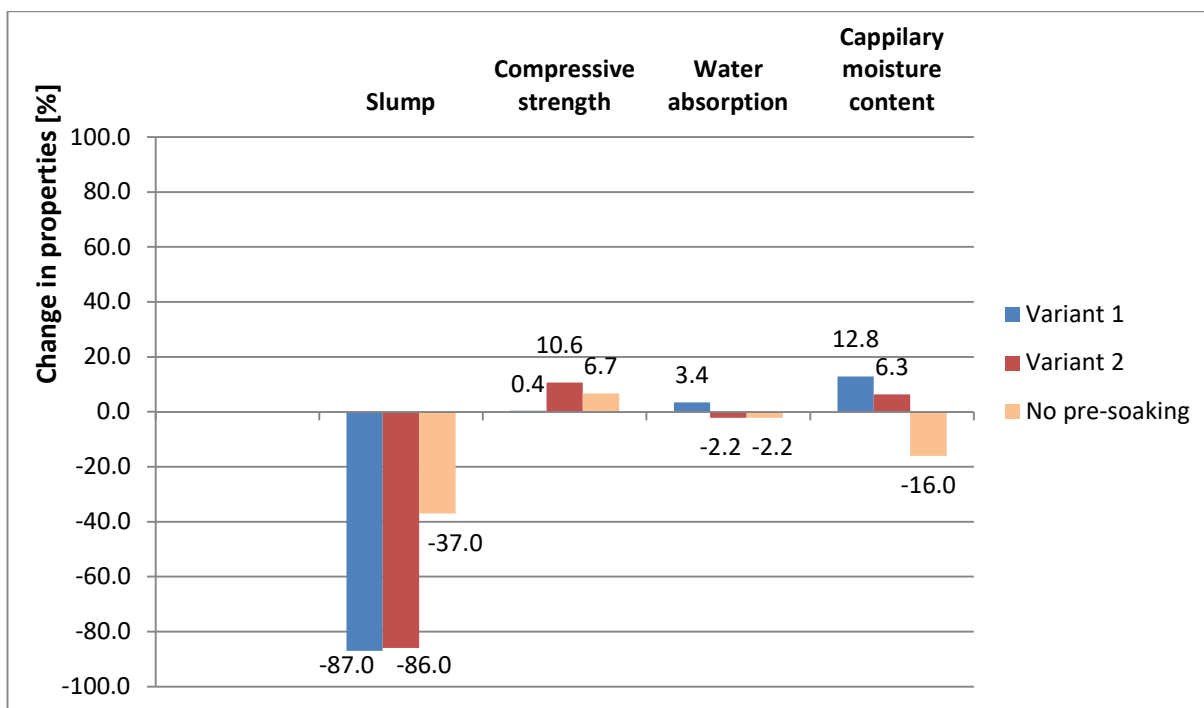 Change in properties [%]
Slump
Compressive
strength
Water
absorption
Cappilary
moisture
content
100.0
80.0
60.0
40.0
20.0
0.0
-20.0
-40.0
-60.0
-80.0
-100.0
-87.0
-86.0
-37.0
0.4
10.6
6.7
3.4
-2.2
-2.2
12.8
6.3
-16.0
Variant 1
Variant 2
No pre-soaking